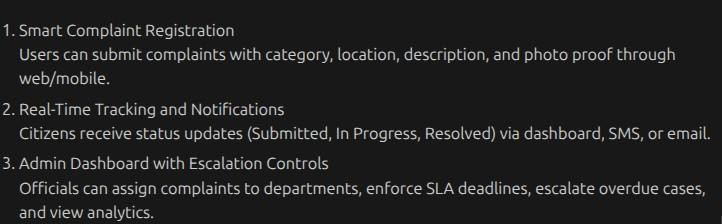 1. Smart Complaint Registration
Users can submit complaints with category, location, description, and photo proof through
web/mobile.
2. Real-Time Tracking and Notifications
Citizens receive status updates (Submitted, In Progress, Resolved) via dashboard, SMS, or email.
3. Admin Dashboard with Escalation Controls
Officials can assign complaints to departments, enforce SLA deadlines, escalate overdue cases,
and view analytics.